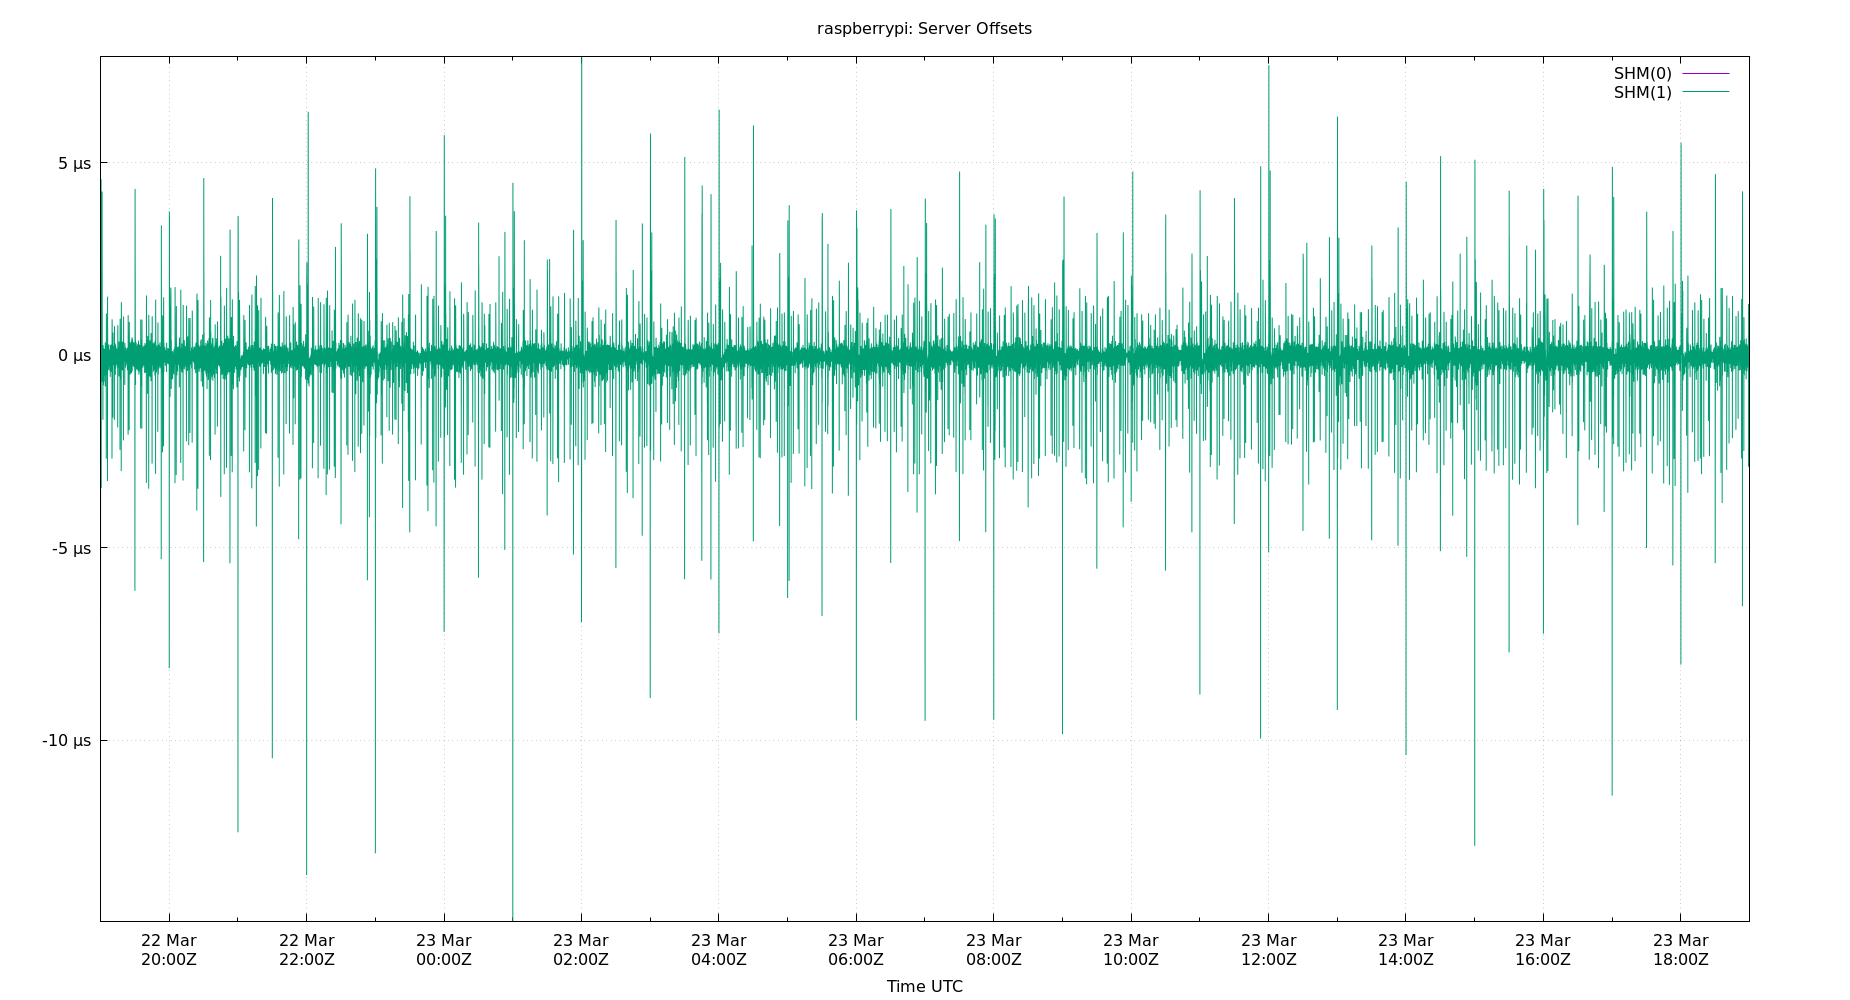 raspberrypi: Server Offsets
SHM(0)
SHM(1)
5 µs
0 µs
-5 µs
-10 µs
22 Mar 22 Mar 23 Mar 23 Mar 23 Mar 23 Mar 23 Mar 23 Mar 23 Mar 23 Mar 23 Mar 23 Mar
20:00Z 22:00Z 00:00Z 02:00Z 04:00Z 06:00Z 08:00Z 10:00Z 12:00Z 14:00Z 16:00Z 18:00Z
Time UTC